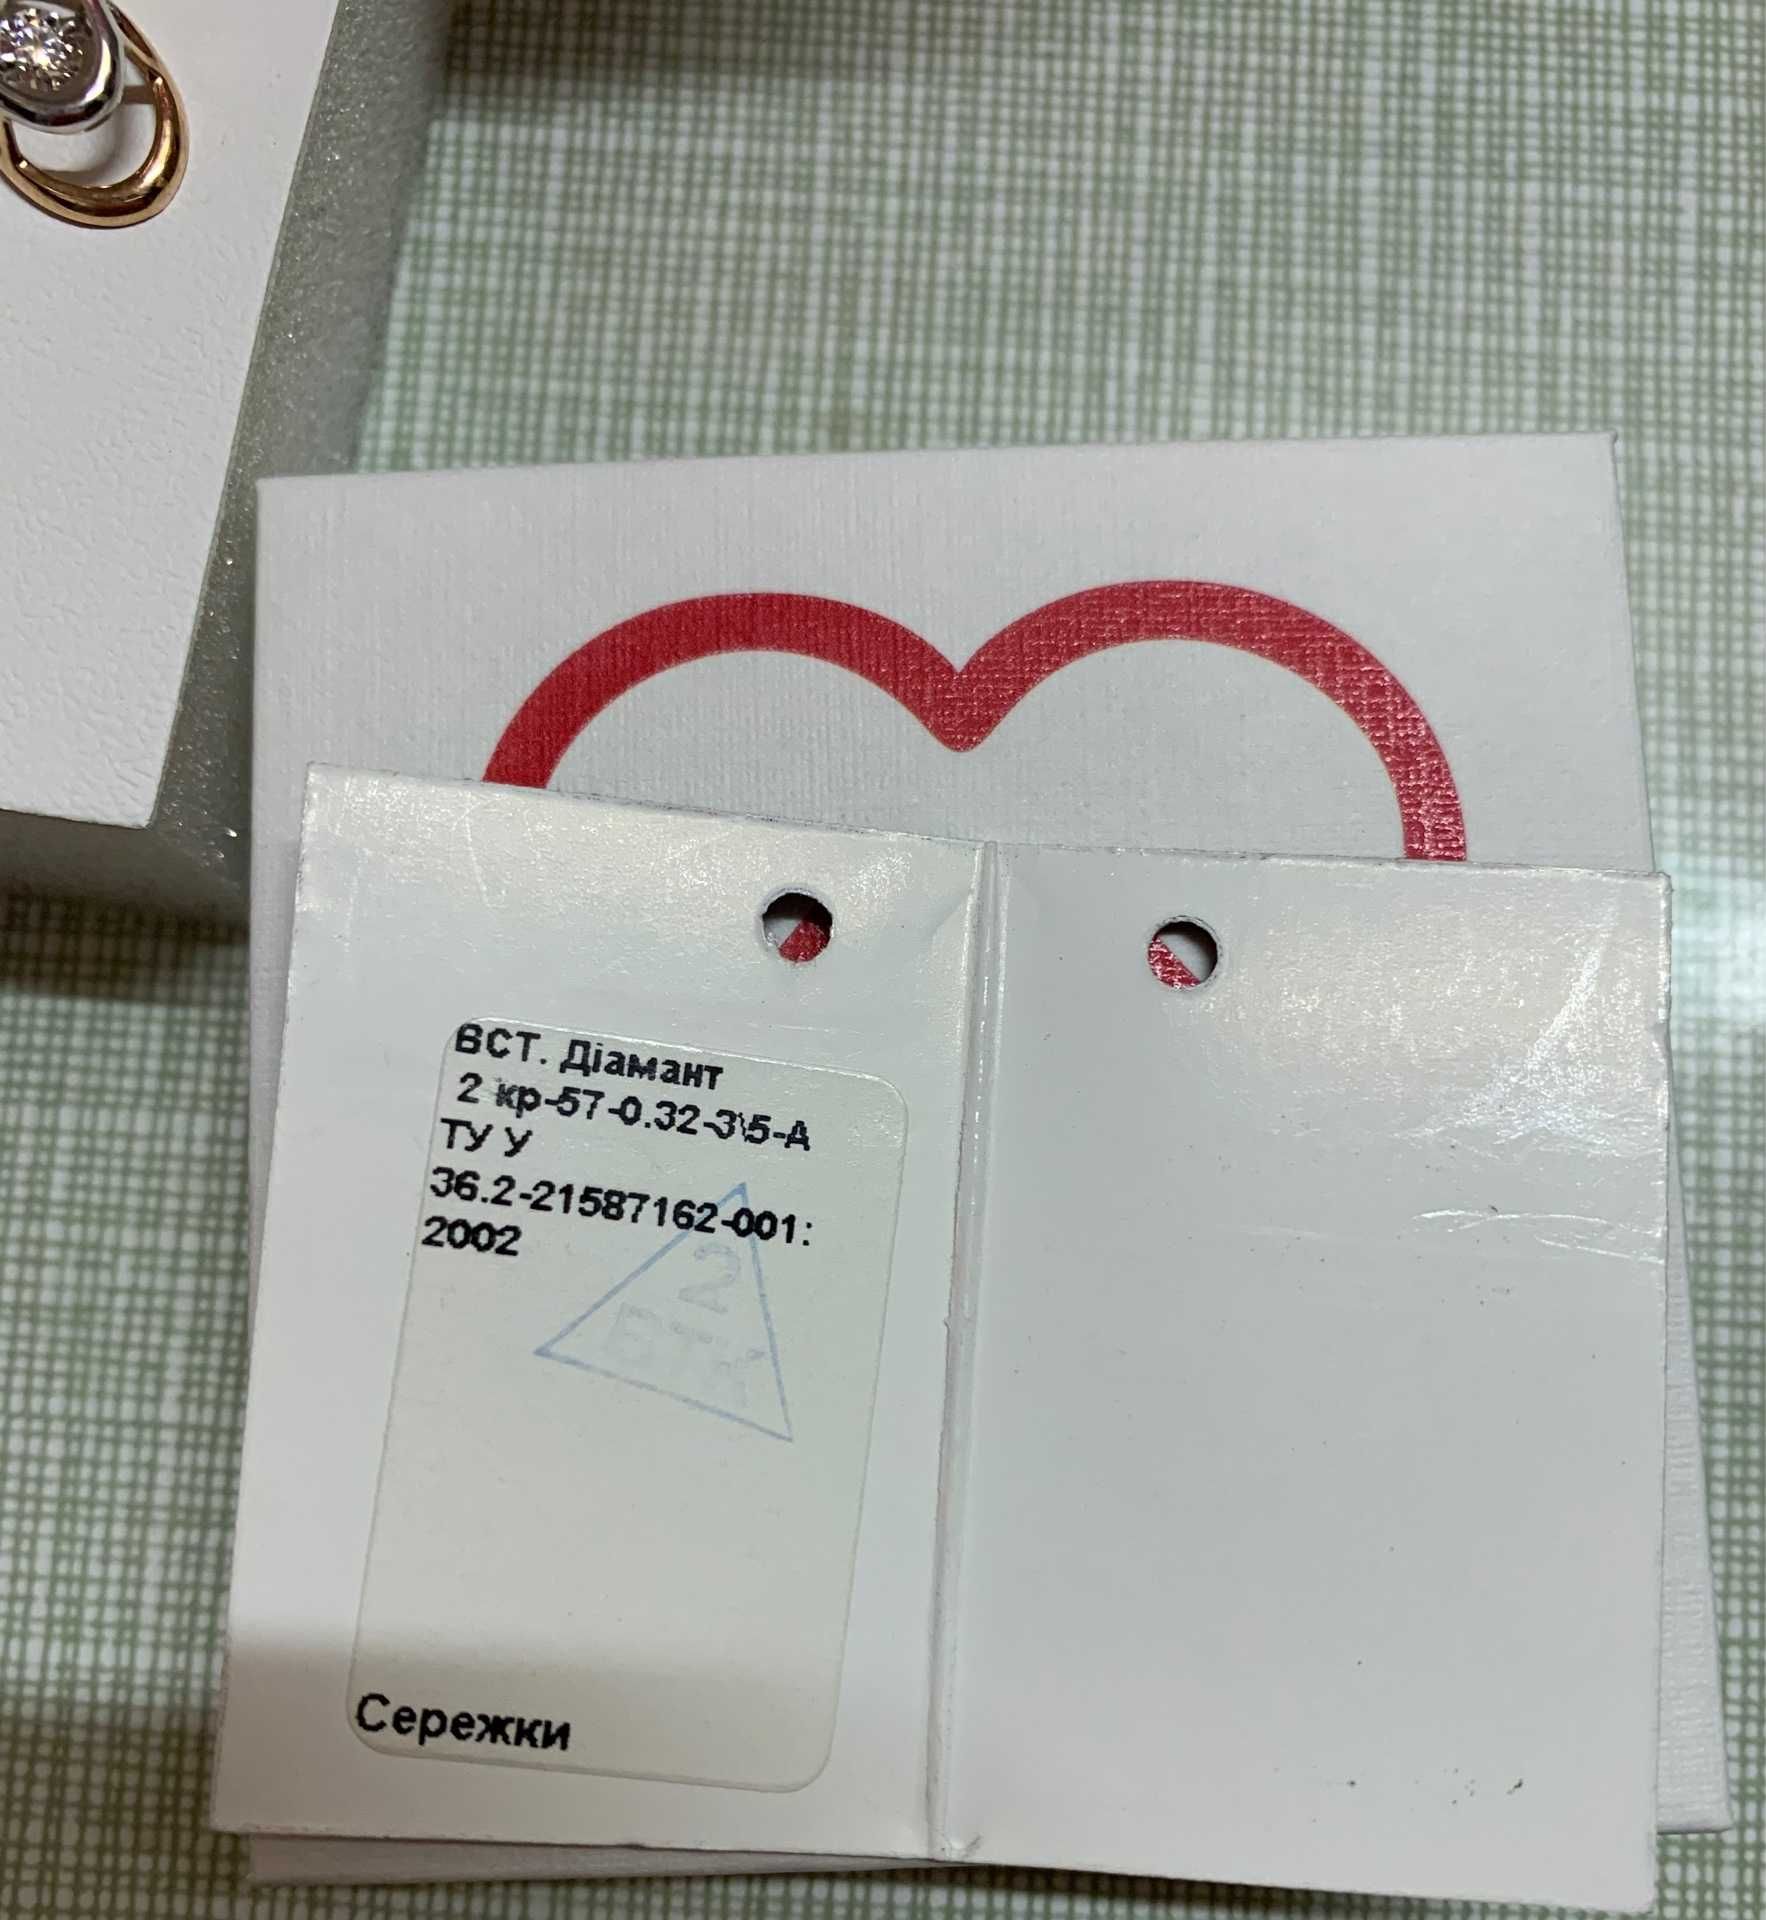 ВСТ. Діамант
2 кр-57-0.32-3\5-А
ТУ У
36.2-21587162-001:
2002
Сережки